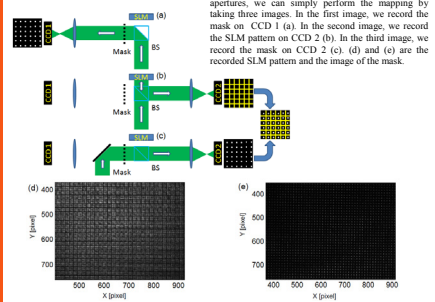 apertures, we can simply perform the mapping by
taking three images. In the first image, we record the
mask on CCD 1 (a). In the second image, we record
the SLM pattern on CCD 2 (b). In the third image, we
record the mask on CCD 2 (c). (d) and (e) are the
recorded SLM pattern and the image of the mask.
SLM (a)
CCD1
Mask
BS
SLM (b)
CCD1
CCD2
Mask
BS
SLM (c)
CCD1
CCD2
Mask
BS
(d)
400
500
600
700
Y [pixel]
500 600 700 800 900
X [pixel]
(e)
400
500
600
700
Y [pixel]
400 500 600 700 800 900
X [pixel]